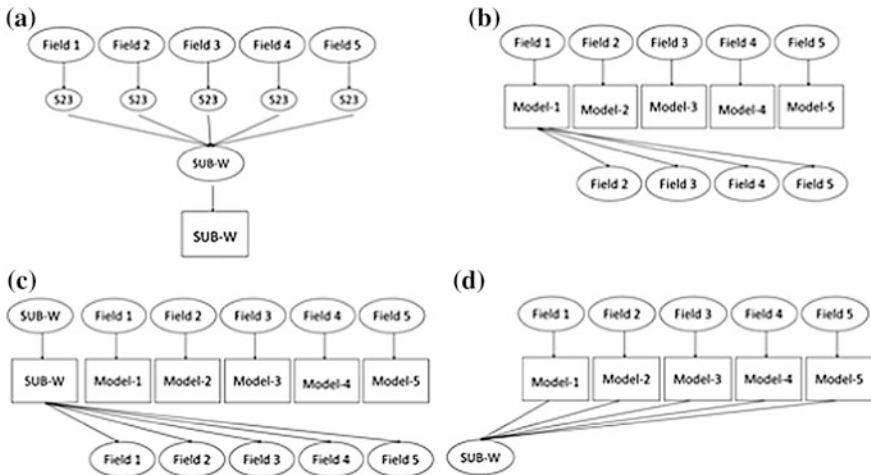 (a)
Field 1 Field 2 Field 3 Field 4 Field 5
S23 S23 S23 S23 S23
SUB-W
SUB-W
(b)
Field 1 Field 2 Field 3 Field 4 Field 5
Model-1 Model-2 Model-3 Model-4 Model-5
Field 2 Field 3 Field 4 Field 5
(c)
SUB-W Field 1 Field 2 Field 3 Field 4 Field 5
SUB-W Model-1 Model-2 Model-3 Model-4 Model-5
Field 1 Field 2 Field 3 Field 4 Field 5
(d)
Field 1 Field 2 Field 3 Field 4 Field 5
Model-1 Model-2 Model-3 Model-4 Model-5
SUB-W